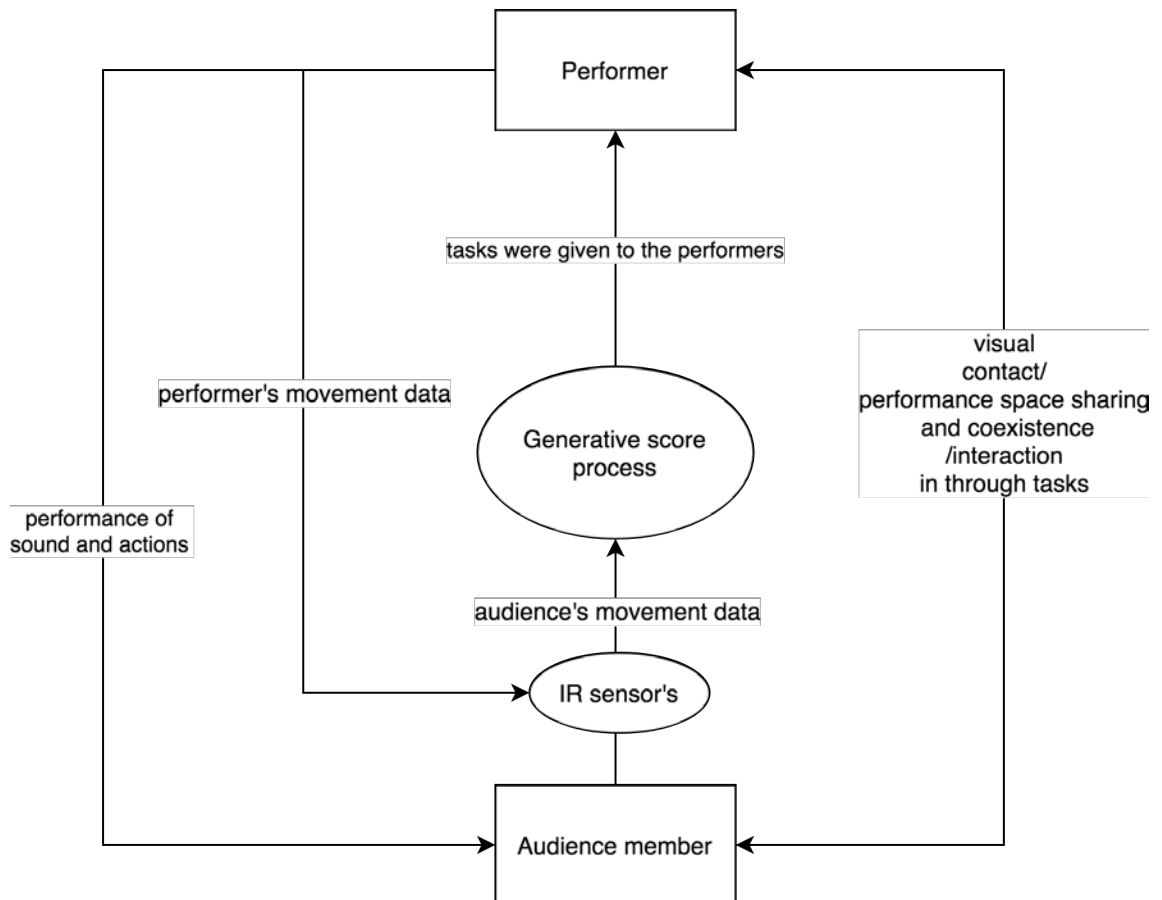 Performer
tasks were given to the performers
visual
contact/
performance space sharing
and coexistence
/interaction
in through tasks
performer's movement data
Generative score
process
performance of
sound and actions
audience's movement data
IR sensor's
Audience member